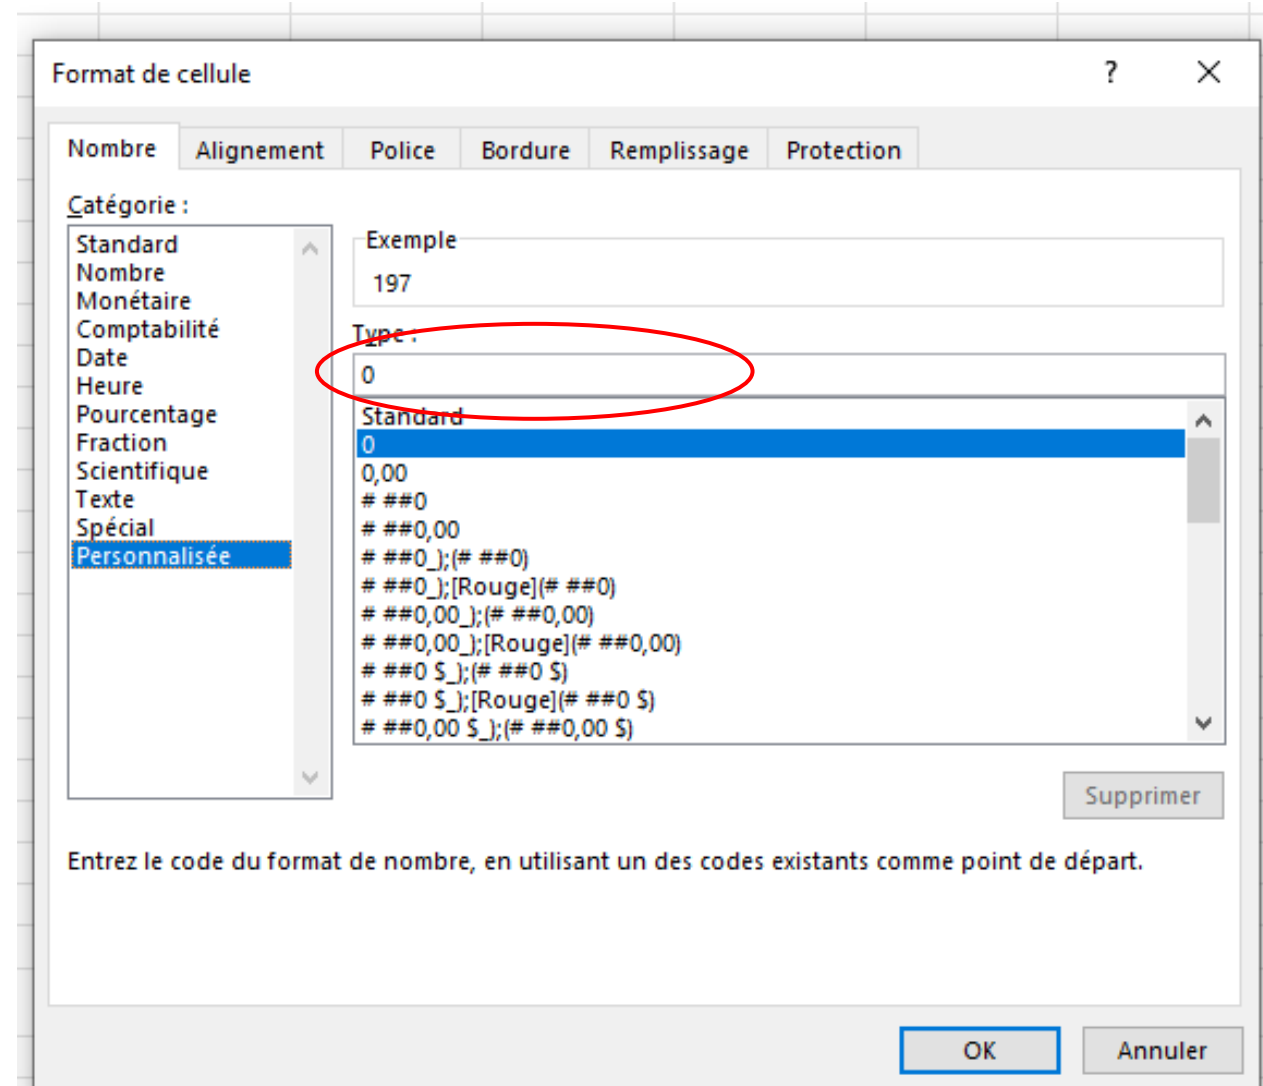 Format de cellule ?
Nombre Alignement Police Bordure Remplissage Protection
Catégorie :
Standard
Nombre
Monétaire
Comptabilité
Date
Heure
Pourcentage
Fraction
Scientifique
Texte
Spécial
Personnalisée
Exemple
197
Type :
0
Standard
0
0,00
# ##0
# ##0,00
# ##0_);(# ##0)
# ##0_);[Rouge](# ##0)
# ##0,00_);(# ##0,00)
# ##0,00_);[Rouge](# ##0,00)
# ##0 $_);(# ##0 $)
# ##0 $_);[Rouge](# ##0 $)
# ##0,00 $_);(# ##0,00 $)
Supprimer
Entrez le code du format de nombre, en utilisant un des codes existants comme point de départ.
OK Annuler